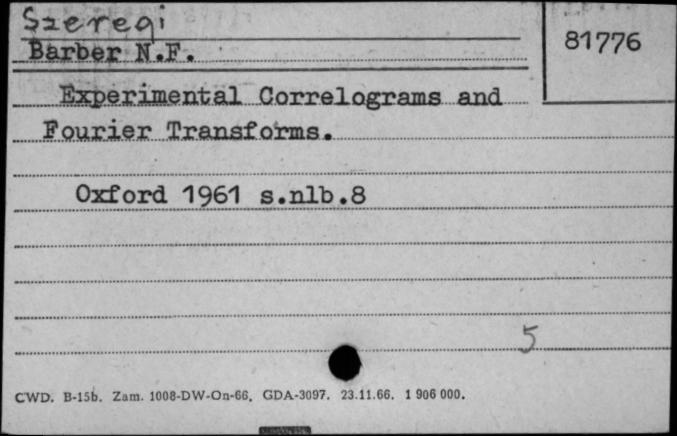 Szeregi
81776
Barber N.F.
Experimental Correlograms and
Fourier Transforms.
Oxford 1961 s.nlb.8
5
CWD. B-15b. Zam. 1008-DW-On-66. GDA-3097. 23.11.66. 1 906 000.